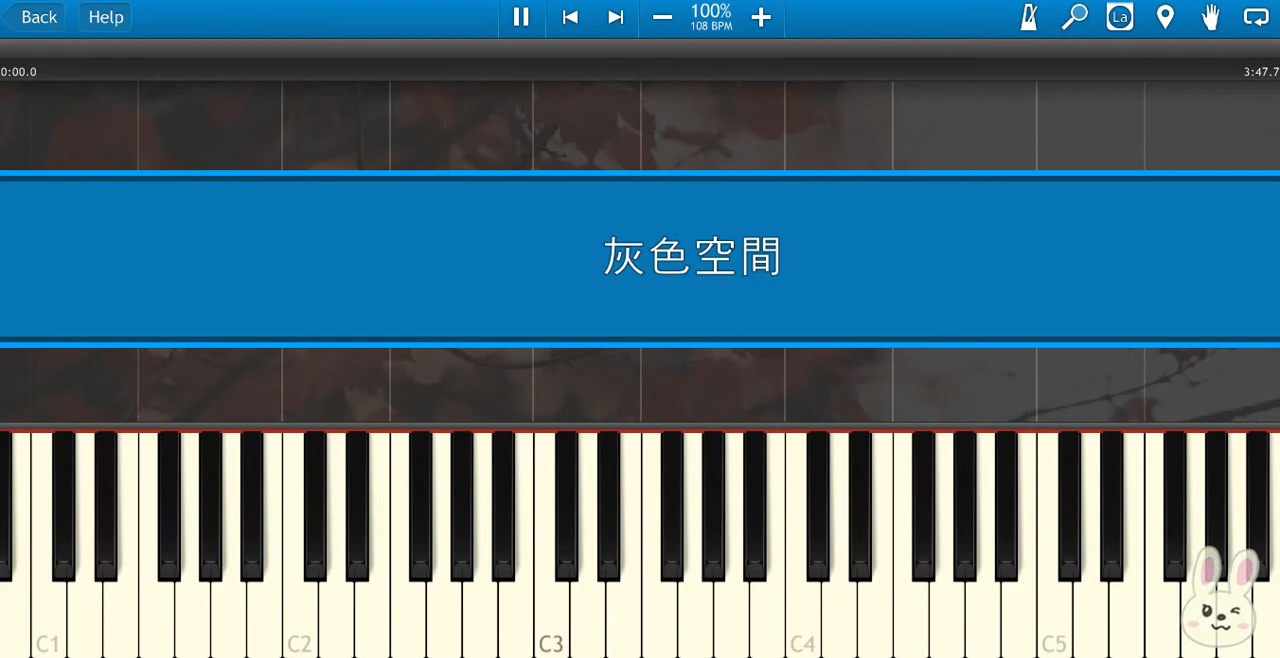 Back
Help
100%
108 BPM
La
0:00.0
3:47.7
灰色空間
C1
C2
C3
C4
C5